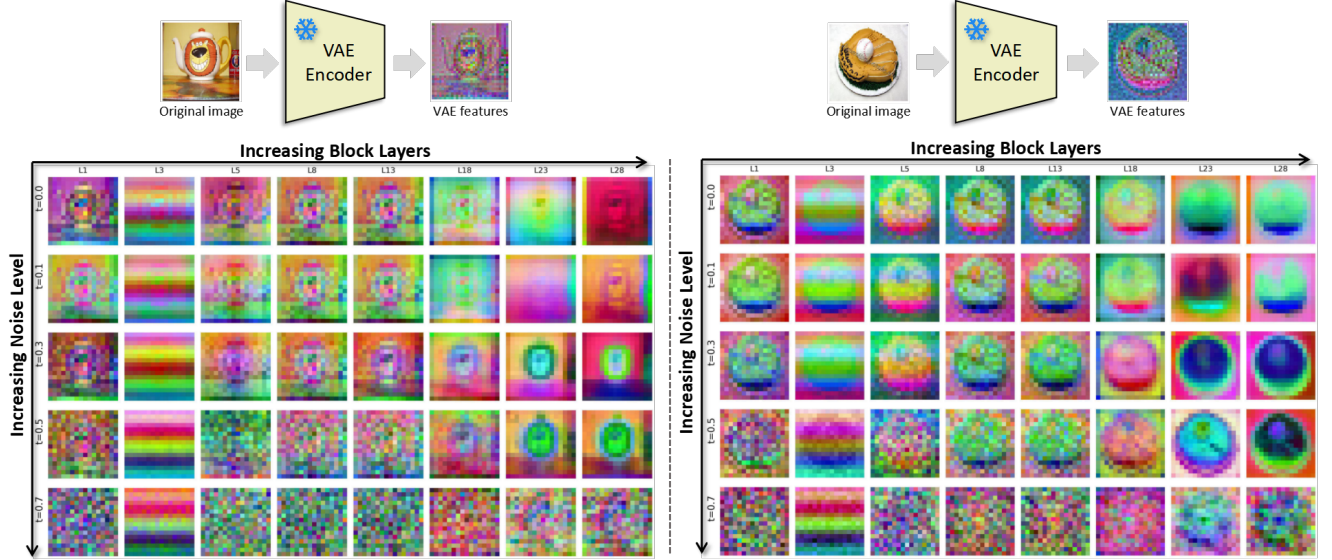 VAE
Encoder
Original image
VAE features
VAE
Encoder
Original image
VAE features
Increasing Block Layers
L1 L3 L5 L8 L13 L18 L23 L28
Increasing Noise Level
t=0.0
t=0.1
t=0.3
t=0.5
t=0.7
Increasing Block Layers
L1 L3 L5 L8 L13 L18 L23 L28
Increasing Noise Level
t=0.0
t=0.1
t=0.3
t=0.5
t=0.7